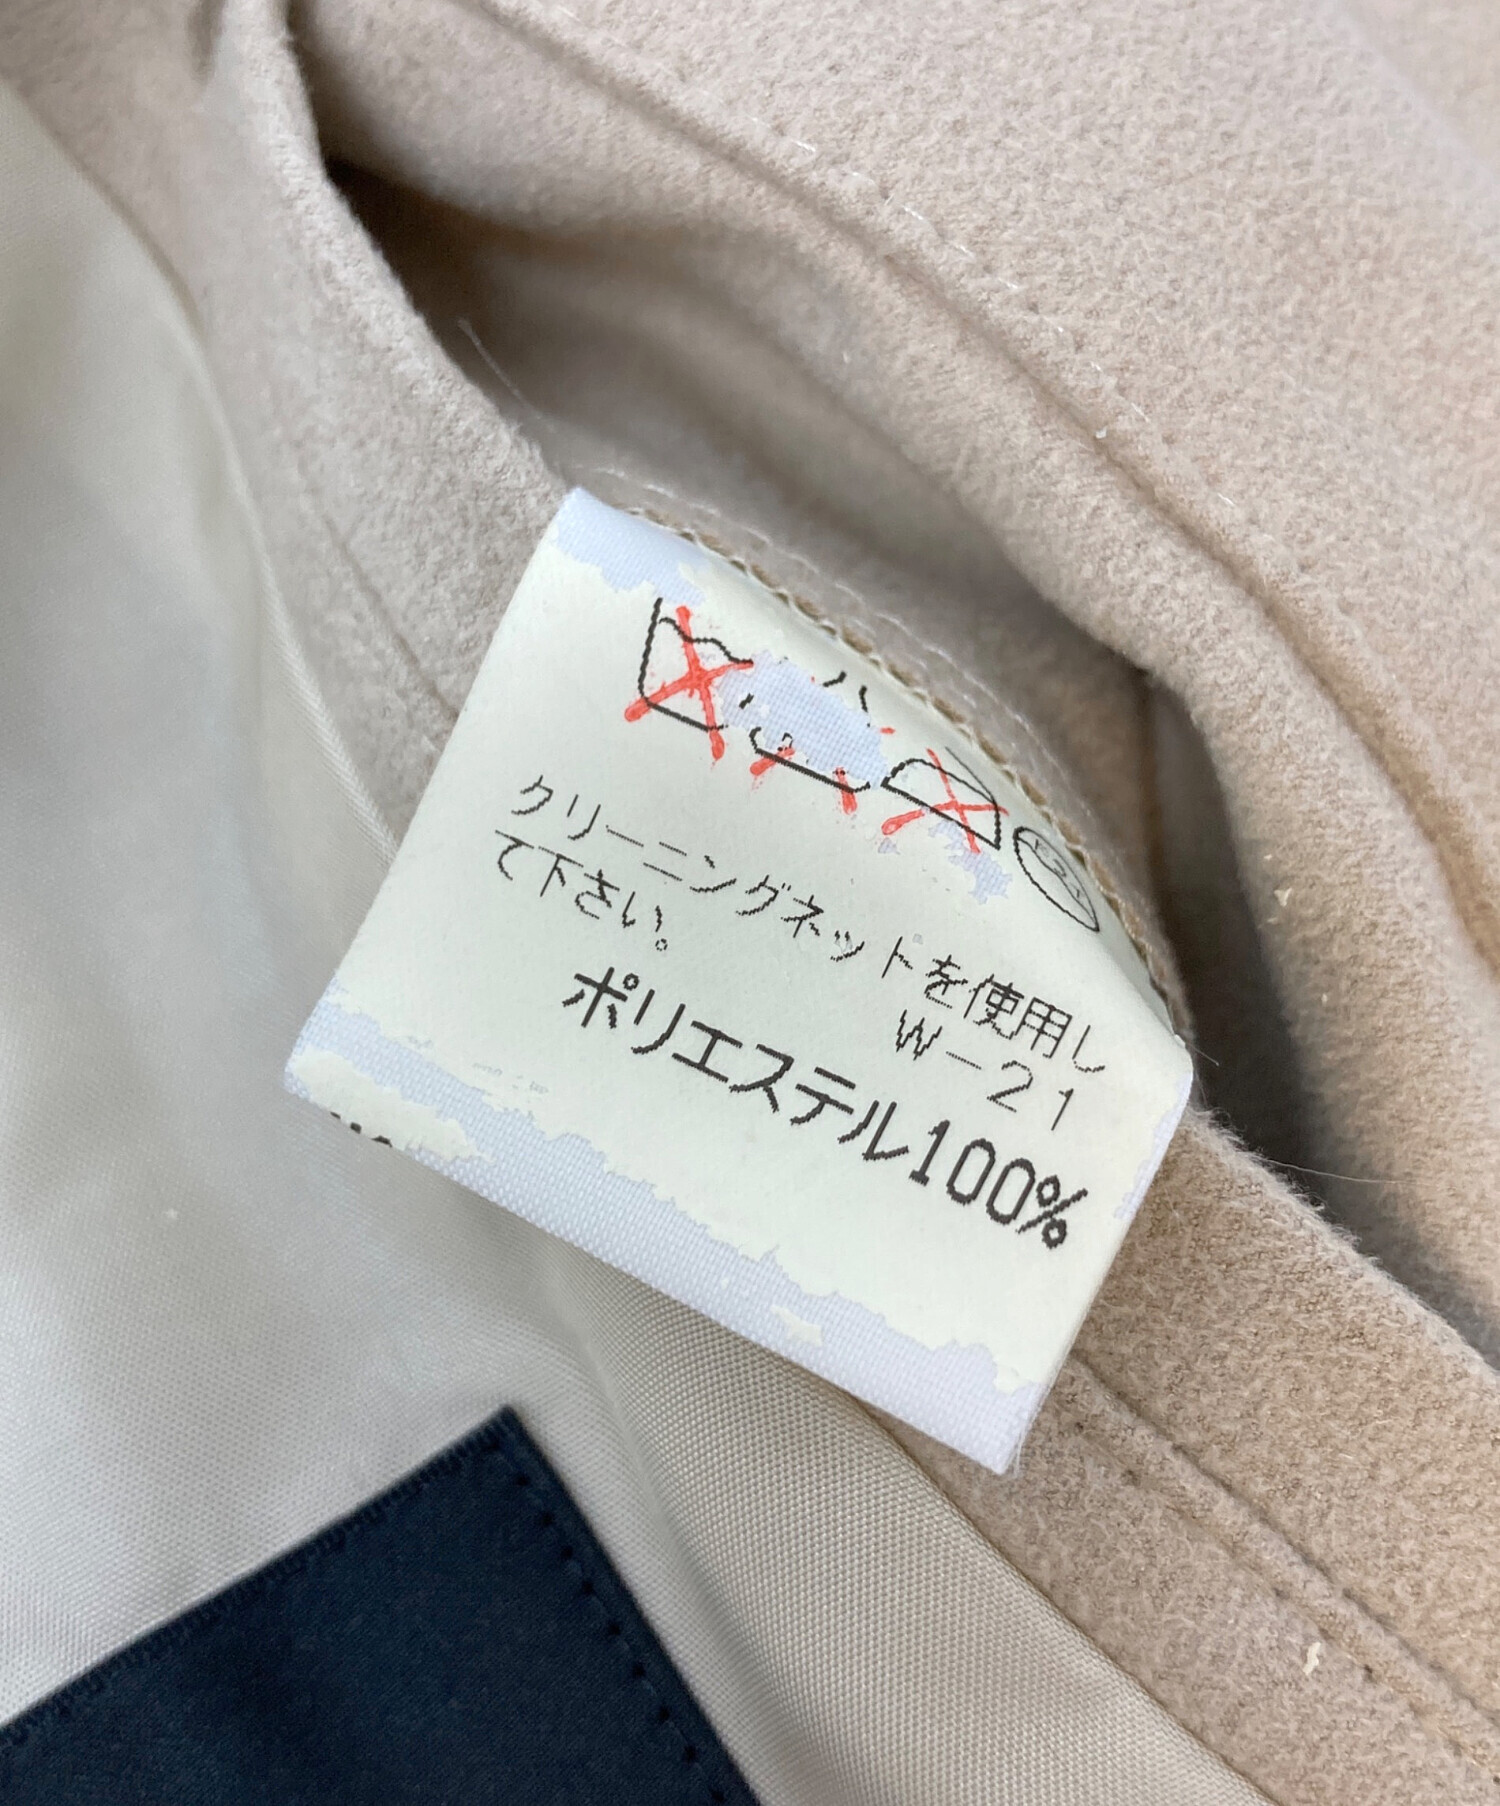 クリーニングネットを使用し
て下さい。
W-21
ポリエステル100%